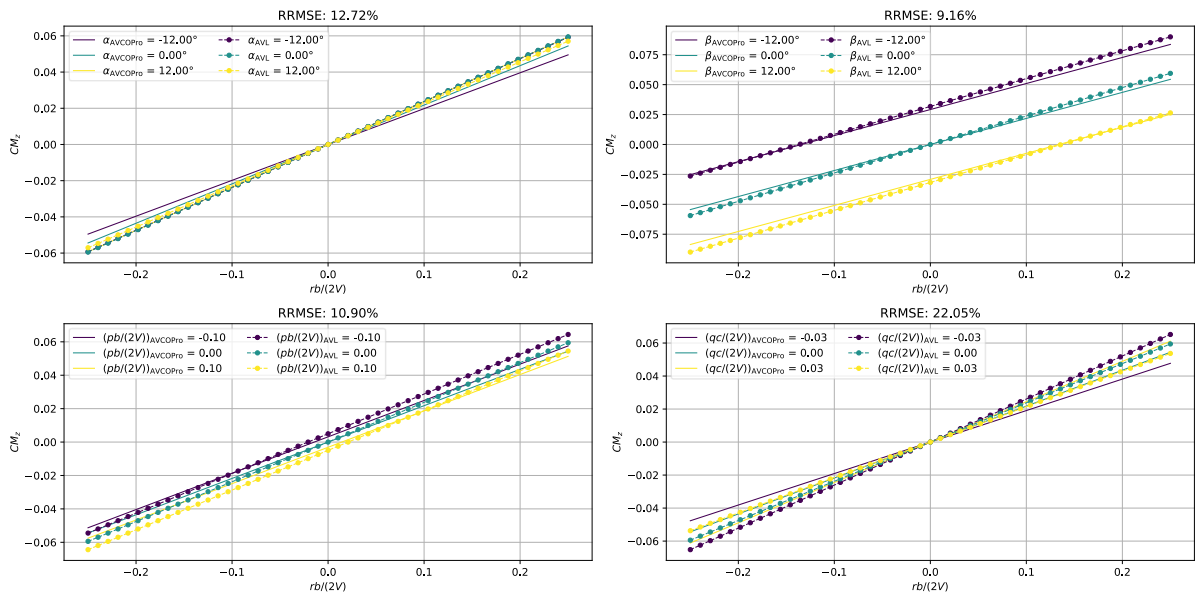 RRMSE: 12.72%
α_AVCOPro = -12.00°
α_AVCOPro = 0.00°
α_AVCOPro = 12.00°
α_AVL = -12.00°
α_AVL = 0.00°
α_AVL = 12.00°
0.06
0.04
0.02
0.00
−0.02
−0.04
−0.06
CM_z
−0.2 −0.1 0.0 0.1 0.2
rb/(2V)
RRMSE: 9.16%
β_AVCOPro = -12.00°
β_AVCOPro = 0.00°
β_AVCOPro = 12.00°
β_AVL = -12.00°
β_AVL = 0.00°
β_AVL = 12.00°
0.075
0.050
0.025
0.000
−0.025
−0.050
−0.075
CM_z
−0.2 −0.1 0.0 0.1 0.2
rb/(2V)
RRMSE: 10.90%
(pb/(2V))_AVCOPro = -0.10
(pb/(2V))_AVCOPro = 0.00
(pb/(2V))_AVCOPro = 0.10
(pb/(2V))_AVL = -0.10
(pb/(2V))_AVL = 0.00
(pb/(2V))_AVL = 0.10
0.06
0.04
0.02
0.00
−0.02
−0.04
−0.06
CM_z
−0.2 −0.1 0.0 0.1 0.2
rb/(2V)
RRMSE: 22.05%
(qc/(2V))_AVCOPro = -0.03
(qc/(2V))_AVCOPro = 0.00
(qc/(2V))_AVCOPro = 0.03
(qc/(2V))_AVL = -0.03
(qc/(2V))_AVL = 0.00
(qc/(2V))_AVL = 0.03
0.06
0.04
0.02
0.00
−0.02
−0.04
−0.06
CM_z
−0.2 −0.1 0.0 0.1 0.2
rb/(2V)